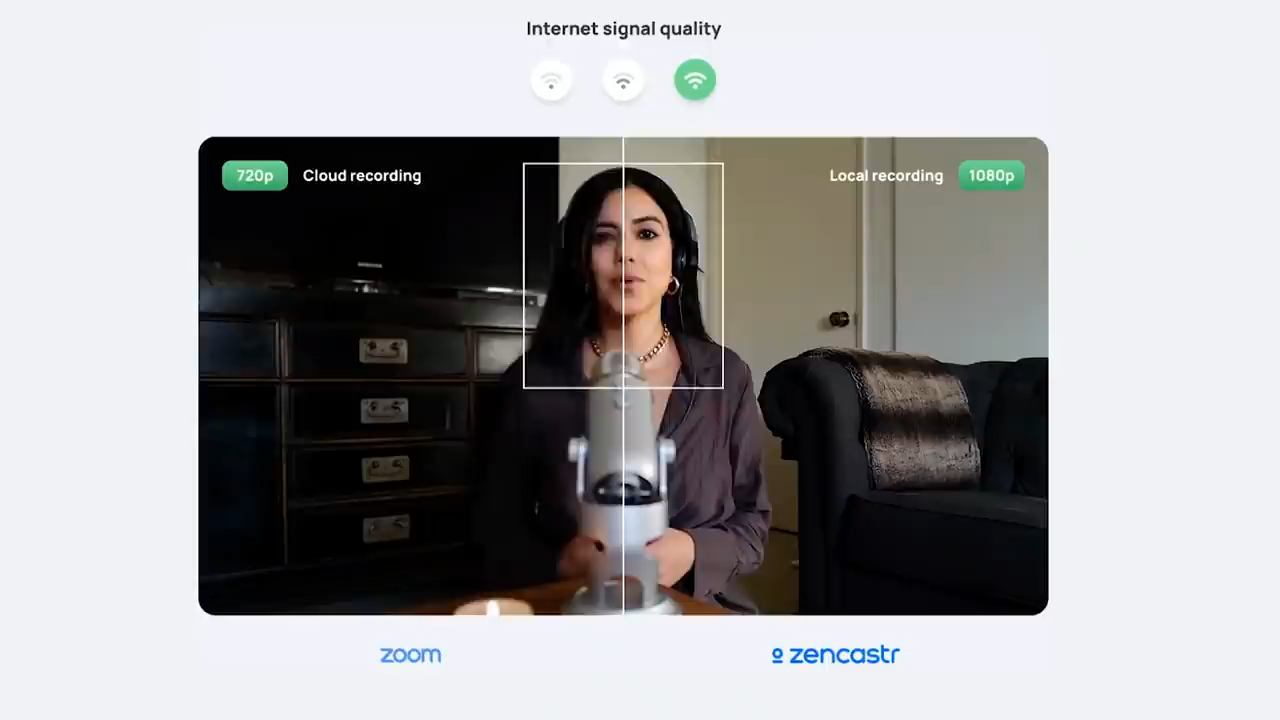 Internet signal quality
720p Cloud recording
Local recording 1080p
zoom
zencastr